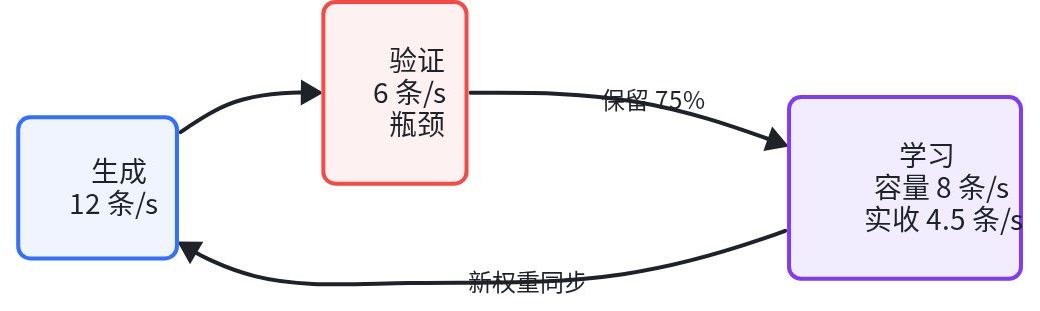 生成
12 条/s
验证
6 条/s
瓶颈
保留 75%
学习
容量 8 条/s
实收 4.5 条/s
新权重同步